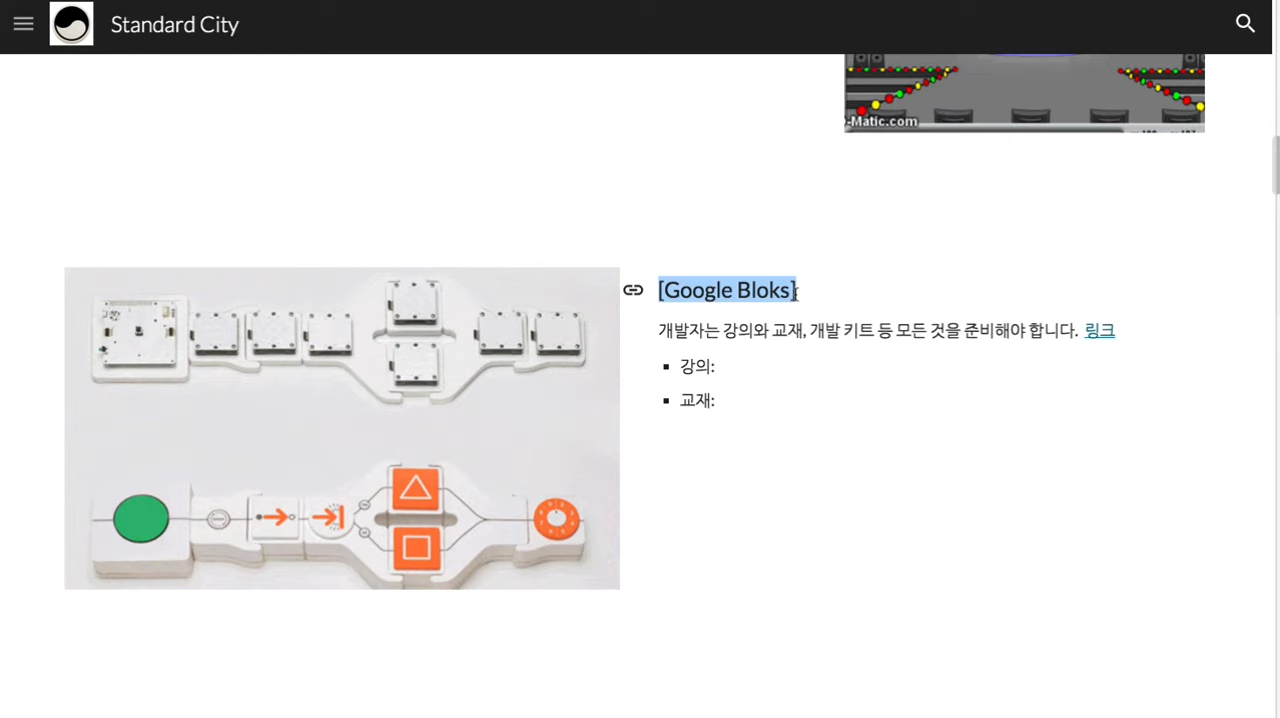 Standard City
-Matic.com
[Google Bloks]
개발자는 강의와 교재, 개발 키트 등 모든 것을 준비해야 합니다. 링크
강의:
교재: